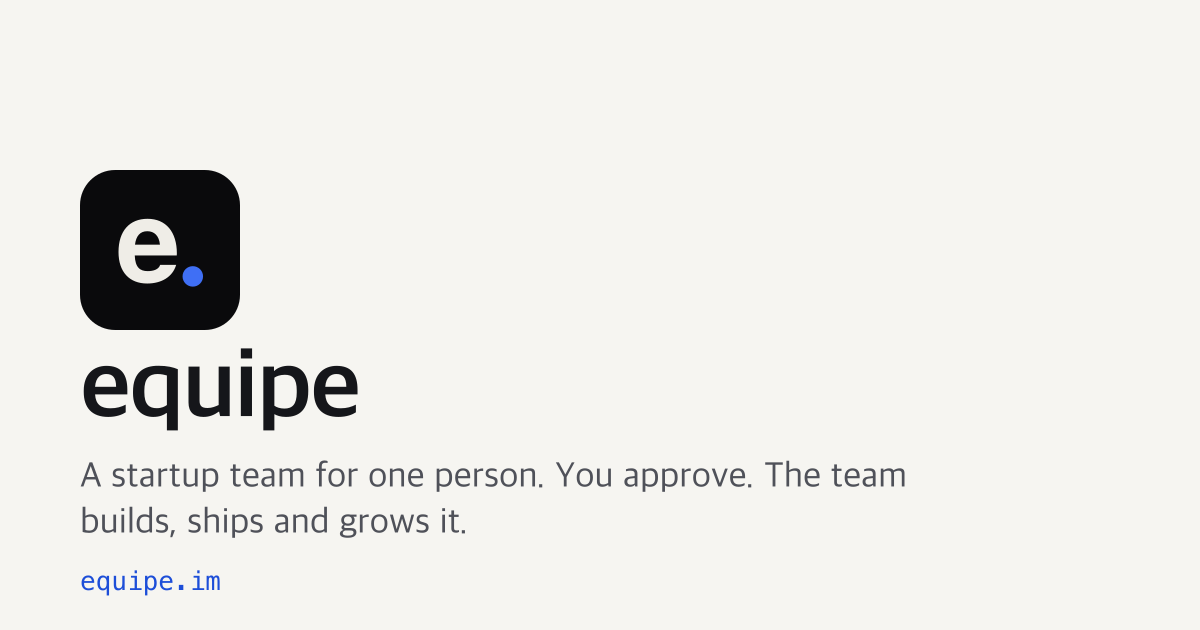 e.
equipe
A startup team for one person. You approve. The team
builds, ships and grows it.
equipe.im